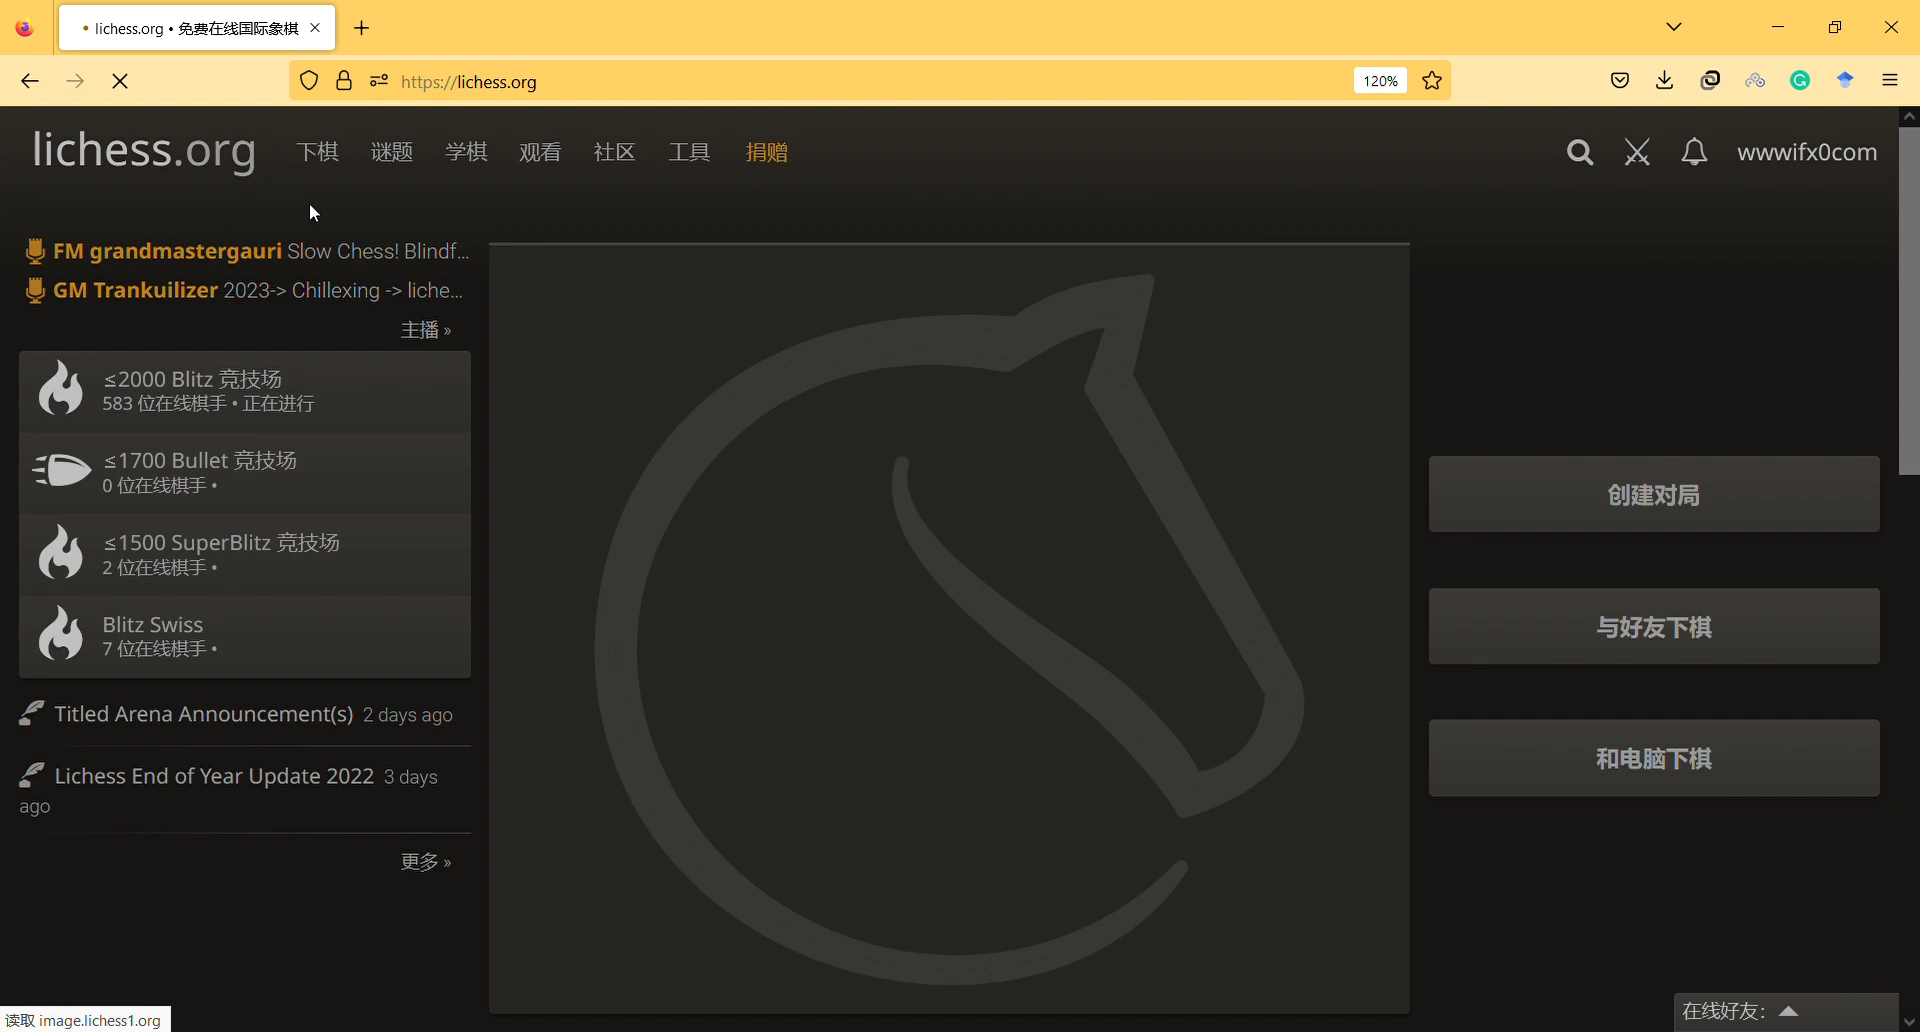 lichess.org • 免费在线国际象棋
https://lichess.org
120%
lichess.org
下棋 谜题 学棋 观看 社区 工具 捐赠
wwwifx0com
FM grandmastergauri Slow Chess! Blindf...
GM Trankuilizer 2023-> Chillexing -> liche...
主播 »
≤2000 Blitz 竞技场
583 位在线棋手 • 正在进行
≤1700 Bullet 竞技场
0 位在线棋手 •
≤1500 SuperBlitz 竞技场
2 位在线棋手 •
Blitz Swiss
7 位在线棋手 •
Titled Arena Announcement(s) 2 days ago
Lichess End of Year Update 2022 3 days
ago
更多 »
创建对局
与好友下棋
和电脑下棋
在线好友：
读取 image.lichess1.org